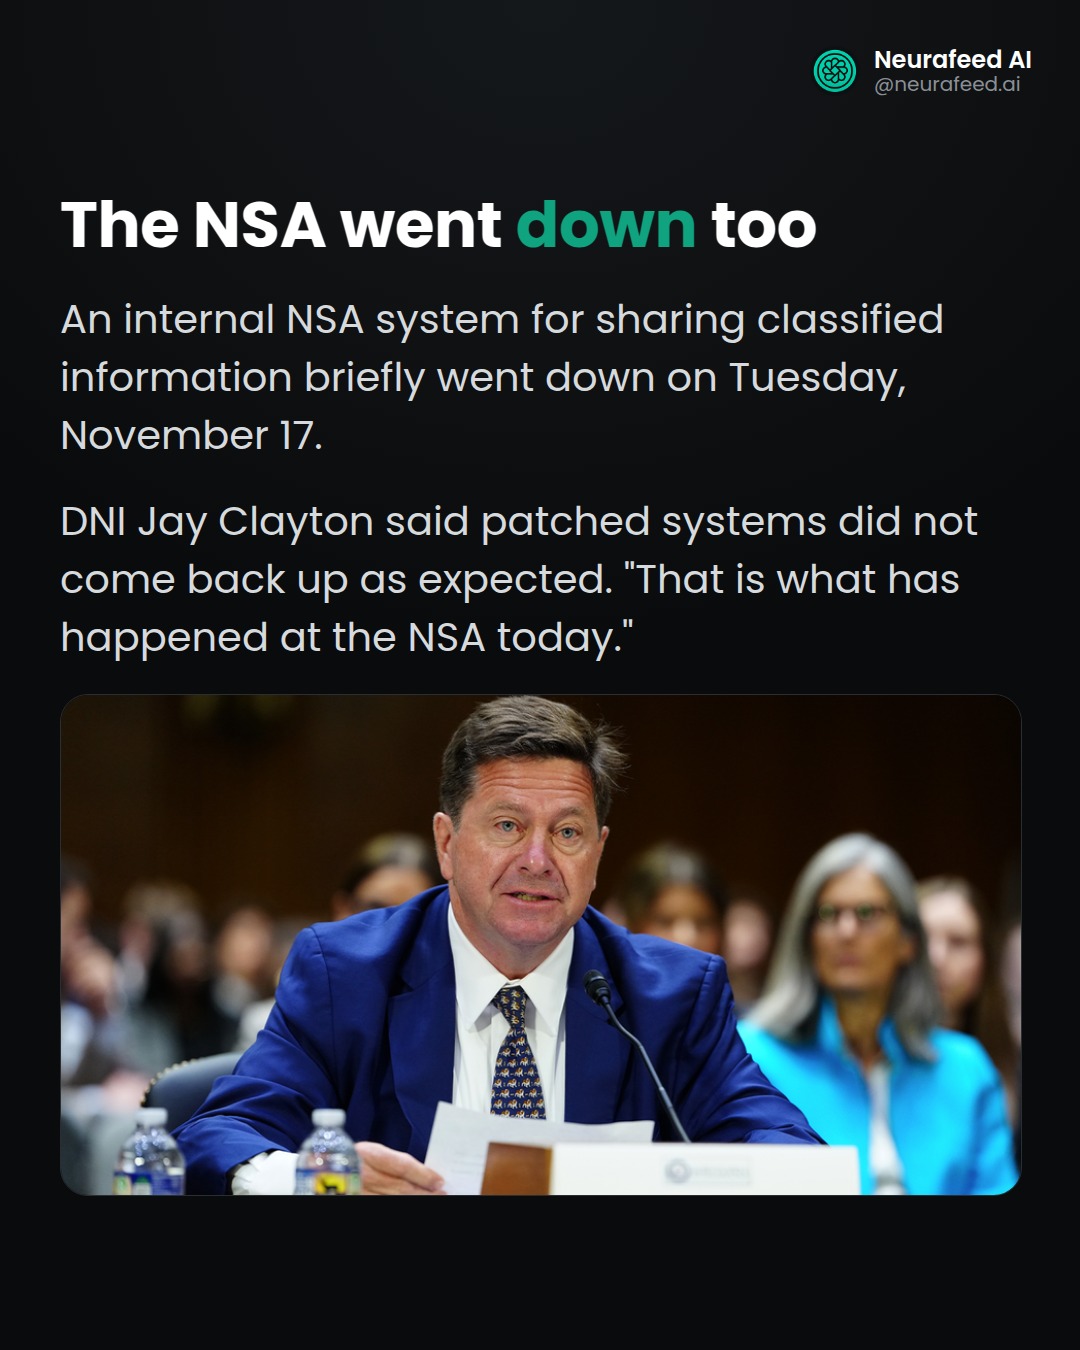 Neurafeed AI
@neurafeed.ai
The NSA went down too
An internal NSA system for sharing classified
information briefly went down on Tuesday,
November 17.
DNI Jay Clayton said patched systems did not
come back up as expected. "That is what has
happened at the NSA today."